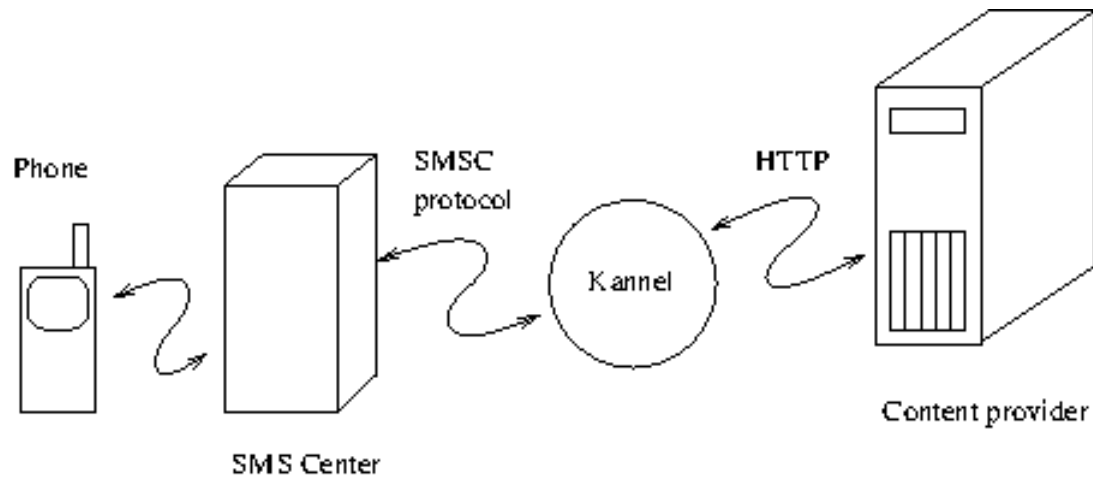 Phone
SMSC
protocol
HTTP
Kannel
Content provider
SMS Center